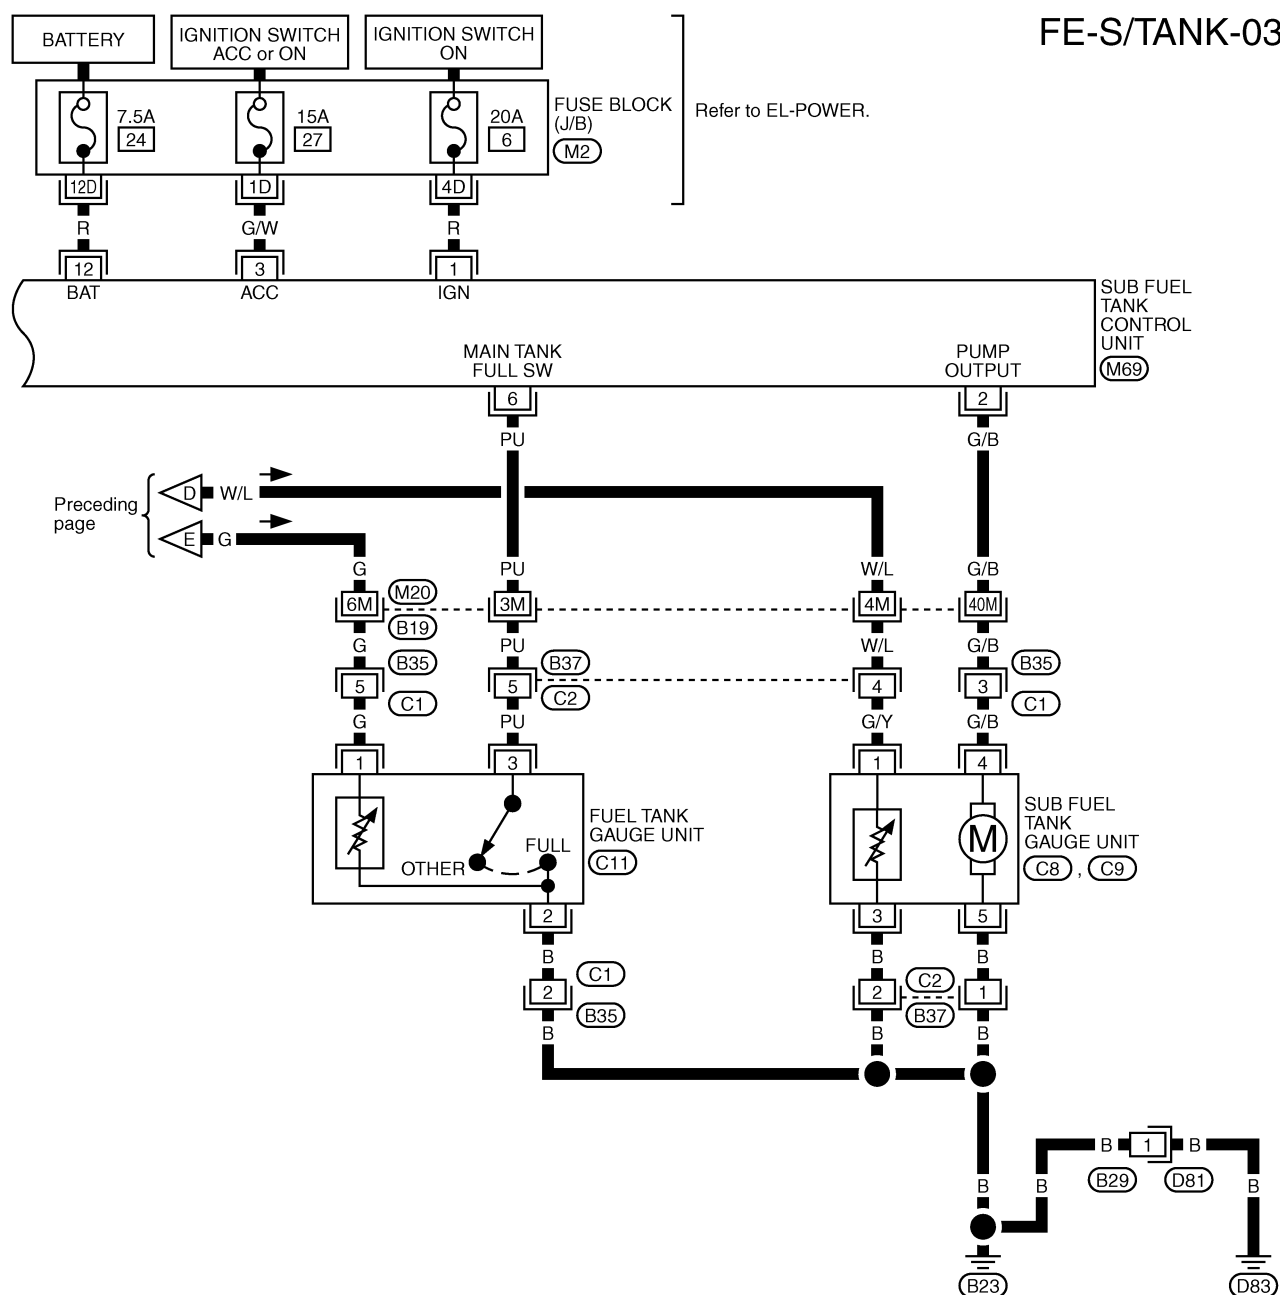 FE-S/TANK-03
BATTERY
IGNITION SWITCH
ACC or ON
IGNITION SWITCH
ON
7.5A
24
15A
27
20A
6
FUSE BLOCK
(J/B)
M2
Refer to EL-POWER.
12D
1D
4D
R
G/W
R
12
3
1
BAT
ACC
IGN
SUB FUEL
TANK
CONTROL
UNIT
M69
MAIN TANK
FULL SW
PUMP
OUTPUT
6
2
PU
G/B
Preceding
page
D
W/L
E
G
G
PU
W/L
G/B
6M
M20
B19
3M
4M
40M
G
PU
W/L
G/B
B35
C1
B37
C2
B35
C1
5
5
4
3
G
PU
G/Y
G/B
1
3
1
4
FUEL TANK
GAUGE UNIT
C11
OTHER
FULL
M
SUB FUEL
TANK
GAUGE UNIT
C8 , C9
2
3
5
B
B
B
2
C1
B35
2
C2
B37
1
B
B
B
B
1
B
B29
D81
B
B
B
B23
D83